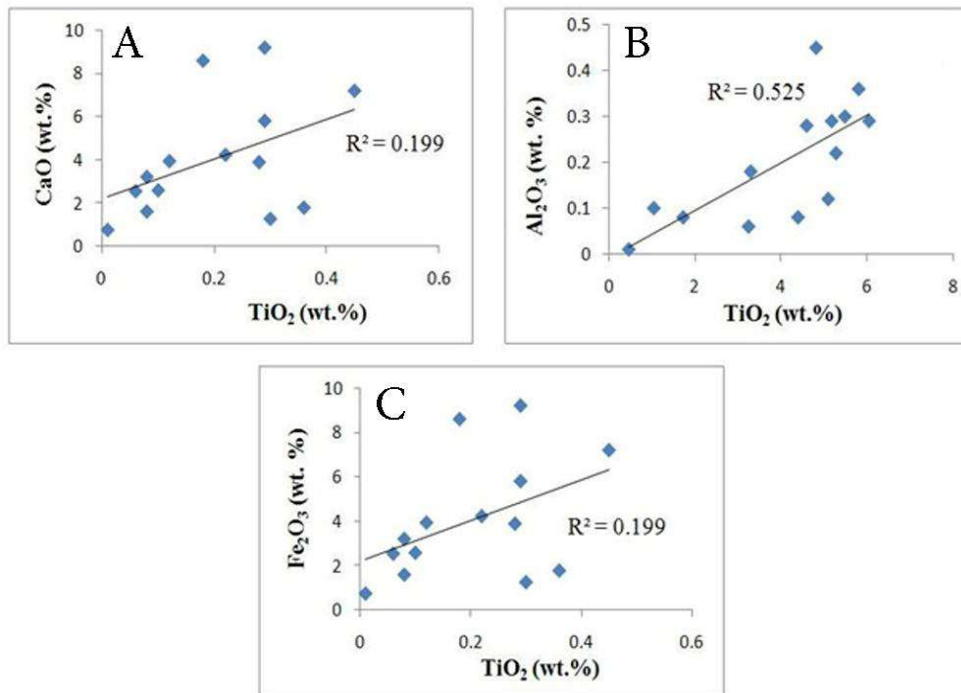 A
10
8
6
4
2
0
CaO (wt.%)
R² = 0.199
0 0.2 0.4 0.6
TiO₂ (wt.%)
B
0.5
0.4
0.3
0.2
0.1
0
Al₂O₃ (wt. %)
R² = 0.525
0 2 4 6 8
TiO₂ (wt.%)
C
10
8
6
4
2
0
Fe₂O₃ (wt. %)
R² = 0.199
0 0.2 0.4 0.6
TiO₂ (wt.%)